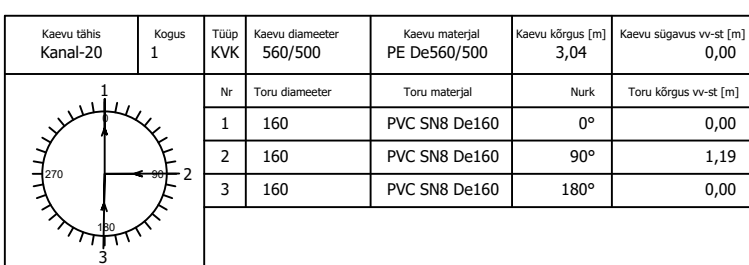 Kaevu tähis Kogus Tüüp Kaevu diameeter Kaevu materjal Kaevu kõrgus [m] Kaevu sügavus vv-st [m]
Kanal-20 1 KVK 560/500 PE De560/500 3,04 0,00
Nr Toru diameeter Toru materjal Nurk Toru kõrgus vv-st [m]
1 160 PVC SN8 De160 0° 0,00
2 160 PVC SN8 De160 90° 1,19
3 160 PVC SN8 De160 180° 0,00
1
0
270 90 2
180
3